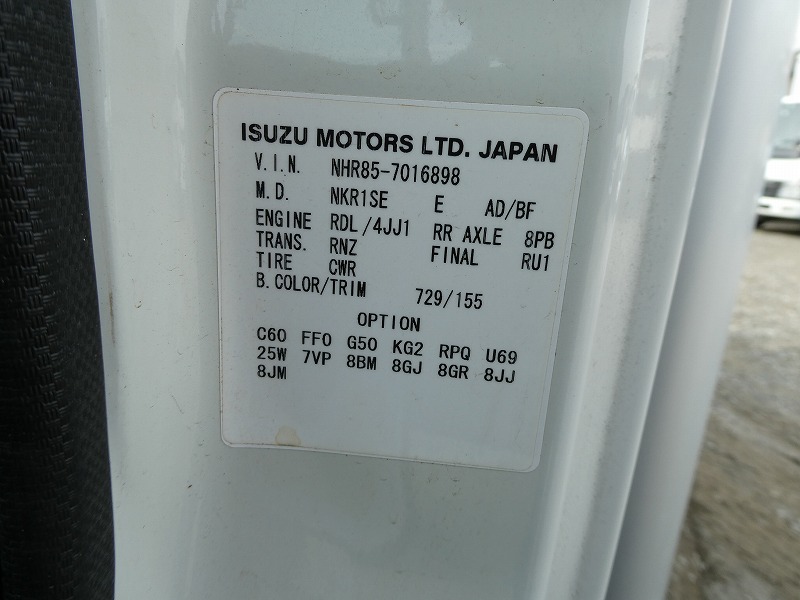 ISUZU MOTORS LTD. JAPAN
V.I.N. NHR85-7016898
M.D. NKR1SE E AD/BF
ENGINE RDL/4JJ1 RR AXLE 8PB
TRANS. RNZ FINAL RU1
TIRE CWR
B.COLOR/TRIM 729/155
OPTION
C60 FF0 G50 KG2 RPQ U69
25W 7VP 8BM 8GJ 8GR 8JJ
8JM